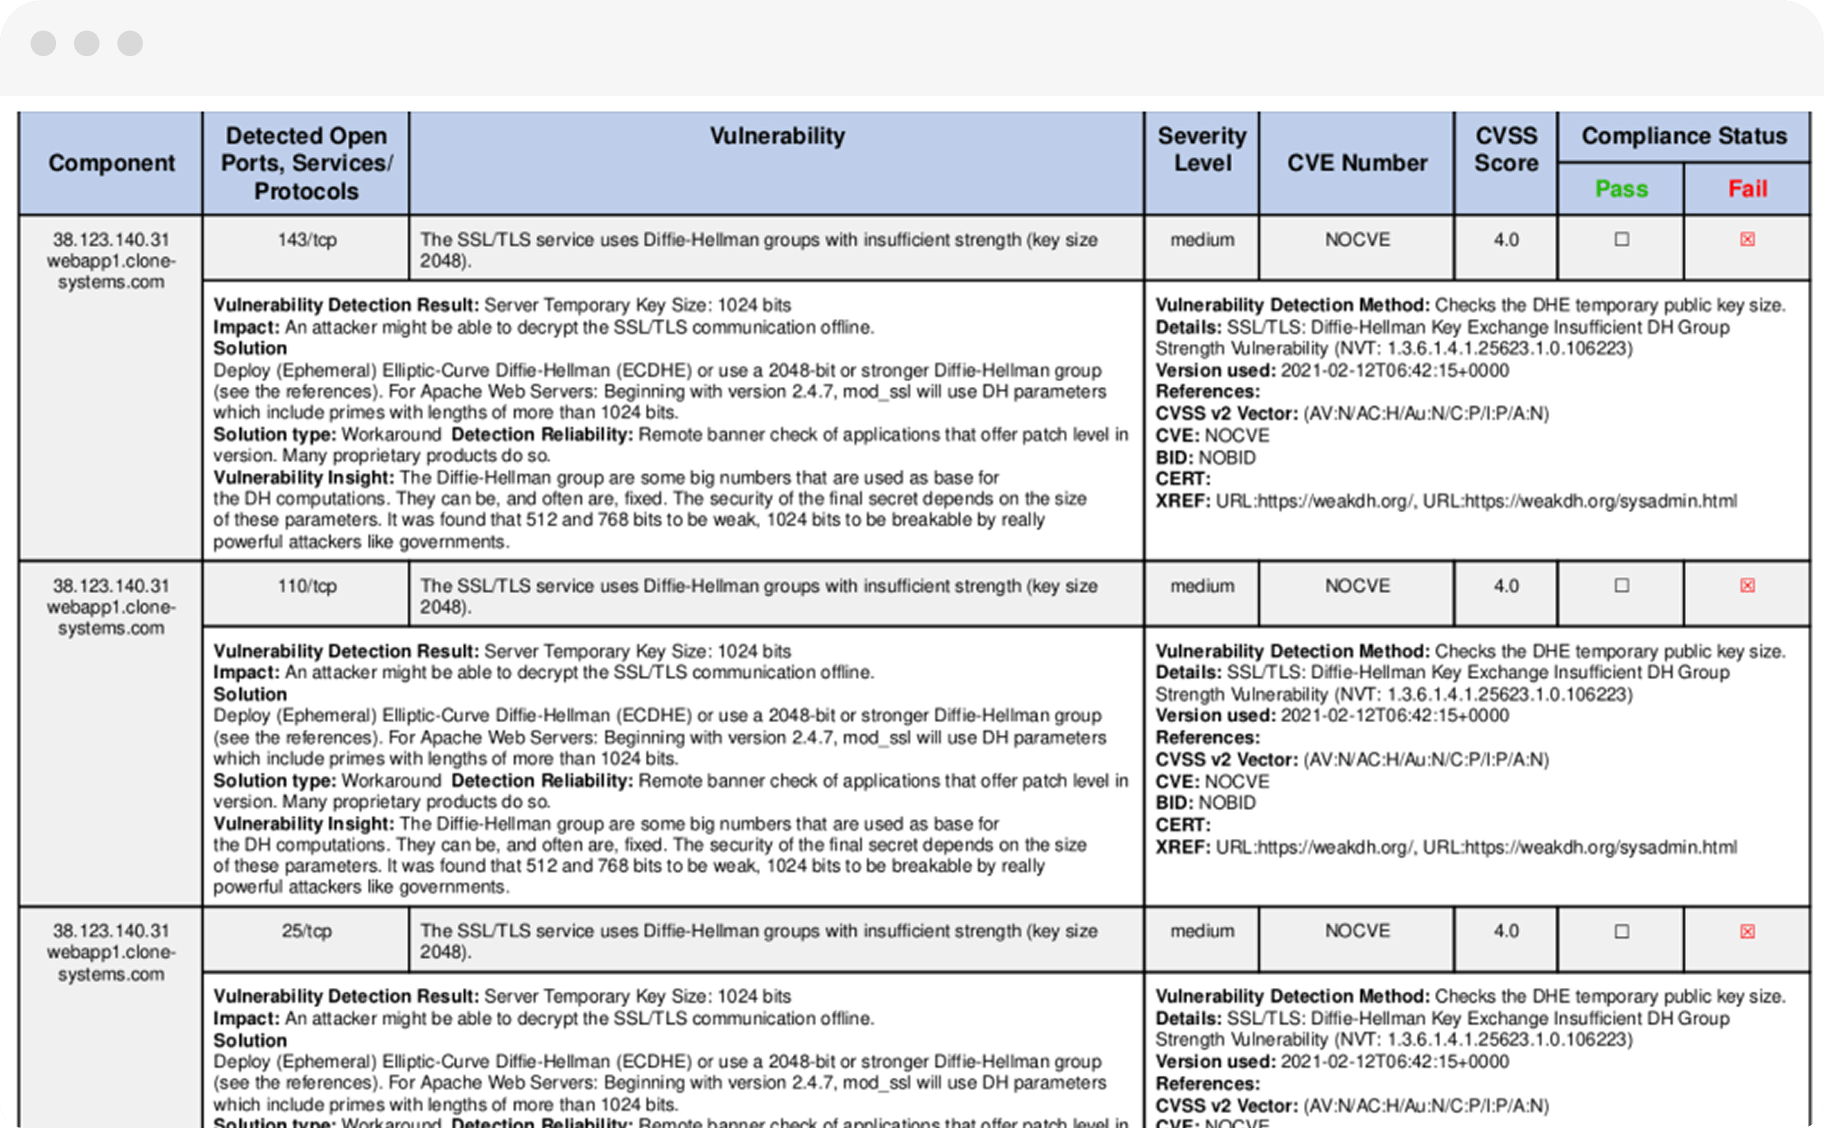 Component
Detected Open
Ports, Services/
Protocols
Vulnerability
Severity
Level
CVE Number
CVSS
Score
Compliance Status
Pass
Fail
38.123.140.31
webapp1.clone-
systems.com
143/tcp
The SSL/TLS service uses Diffie-Hellman groups with insufficient strength (key size
2048).
medium
NOCVE
4.0
☐
☒
Vulnerability Detection Result: Server Temporary Key Size: 1024 bits
Impact: An attacker might be able to decrypt the SSL/TLS communication offline.
Solution
Deploy (Ephemeral) Elliptic-Curve Diffie-Hellman (ECDHE) or use a 2048-bit or stronger Diffie-Hellman group
(see the references). For Apache Web Servers: Beginning with version 2.4.7, mod_ssl will use DH parameters
which include primes with lengths of more than 1024 bits.
Solution type: Workaround Detection Reliability: Remote banner check of applications that offer patch level in
version. Many proprietary products do so.
Vulnerability Insight: The Diffie-Hellman group are some big numbers that are used as base for
the DH computations. They can be, and often are, fixed. The security of the final secret depends on the size
of these parameters. It was found that 512 and 768 bits to be weak, 1024 bits to be breakable by really
powerful attackers like governments.
Vulnerability Detection Method: Checks the DHE temporary public key size.
Details: SSL/TLS: Diffie-Hellman Key Exchange Insufficient DH Group
Strength Vulnerability (NVT: 1.3.6.1.4.1.25623.1.0.106223)
Version used: 2021-02-12T06:42:15+0000
References:
CVSS v2 Vector: (AV:N/AC:H/Au:N/C:P/I:P/A:N)
CVE: NOCVE
BID: NOBID
CERT:
XREF: URL:https://weakdh.org/, URL:https://weakdh.org/sysadmin.html
38.123.140.31
webapp1.clone-
systems.com
110/tcp
The SSL/TLS service uses Diffie-Hellman groups with insufficient strength (key size
2048).
medium
NOCVE
4.0
☐
☒
Vulnerability Detection Result: Server Temporary Key Size: 1024 bits
Impact: An attacker might be able to decrypt the SSL/TLS communication offline.
Solution
Deploy (Ephemeral) Elliptic-Curve Diffie-Hellman (ECDHE) or use a 2048-bit or stronger Diffie-Hellman group
(see the references). For Apache Web Servers: Beginning with version 2.4.7, mod_ssl will use DH parameters
which include primes with lengths of more than 1024 bits.
Solution type: Workaround Detection Reliability: Remote banner check of applications that offer patch level in
version. Many proprietary products do so.
Vulnerability Insight: The Diffie-Hellman group are some big numbers that are used as base for
the DH computations. They can be, and often are, fixed. The security of the final secret depends on the size
of these parameters. It was found that 512 and 768 bits to be weak, 1024 bits to be breakable by really
powerful attackers like governments.
Vulnerability Detection Method: Checks the DHE temporary public key size.
Details: SSL/TLS: Diffie-Hellman Key Exchange Insufficient DH Group
Strength Vulnerability (NVT: 1.3.6.1.4.1.25623.1.0.106223)
Version used: 2021-02-12T06:42:15+0000
References:
CVSS v2 Vector: (AV:N/AC:H/Au:N/C:P/I:P/A:N)
CVE: NOCVE
BID: NOBID
CERT:
XREF: URL:https://weakdh.org/, URL:https://weakdh.org/sysadmin.html
38.123.140.31
webapp1.clone-
systems.com
25/tcp
The SSL/TLS service uses Diffie-Hellman groups with insufficient strength (key size
2048).
medium
NOCVE
4.0
☐
☒
Vulnerability Detection Result: Server Temporary Key Size: 1024 bits
Impact: An attacker might be able to decrypt the SSL/TLS communication offline.
Solution
Deploy (Ephemeral) Elliptic-Curve Diffie-Hellman (ECDHE) or use a 2048-bit or stronger Diffie-Hellman group
(see the references). For Apache Web Servers: Beginning with version 2.4.7, mod_ssl will use DH parameters
which include primes with lengths of more than 1024 bits.
Solution type: Workaround Detection Reliability: Remote banner check of applications that offer patch level in
Vulnerability Detection Method: Checks the DHE temporary public key size.
Details: SSL/TLS: Diffie-Hellman Key Exchange Insufficient DH Group
Strength Vulnerability (NVT: 1.3.6.1.4.1.25623.1.0.106223)
Version used: 2021-02-12T06:42:15+0000
References:
CVSS v2 Vector: (AV:N/AC:H/Au:N/C:P/I:P/A:N)
CVE: NOCVE